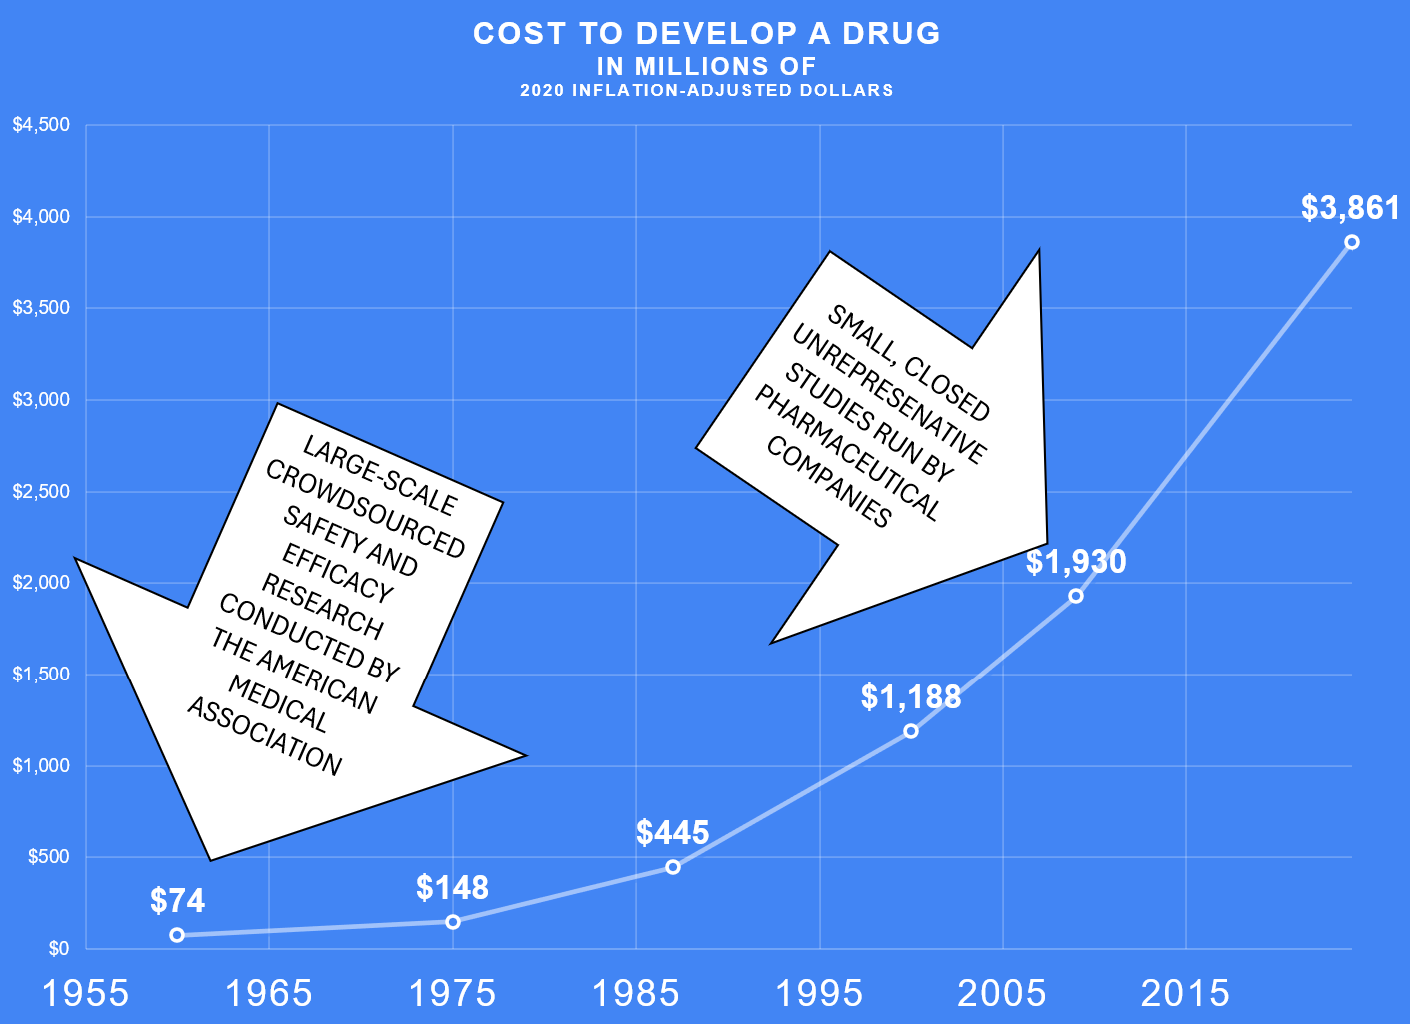 COST TO DEVELOP A DRUG
IN MILLIONS OF
2020 INFLATION-ADJUSTED DOLLARS
$4,500
$4,000
$3,500
$3,000
$2,500
$2,000
$1,500
$1,000
$500
$0
LARGE-SCALE
CROWDSOURCED
SAFETY AND
EFFICACY
RESEARCH
CONDUCTED BY
THE AMERICAN
MEDICAL
ASSOCIATION
SMALL, CLOSED
UNREPRESENATIVE
STUDIES RUN BY
PHARMACEUTICAL
COMPANIES
$74
$148
$445
$1,188
$1,930
$3,861
1955
1965
1975
1985
1995
2005
2015